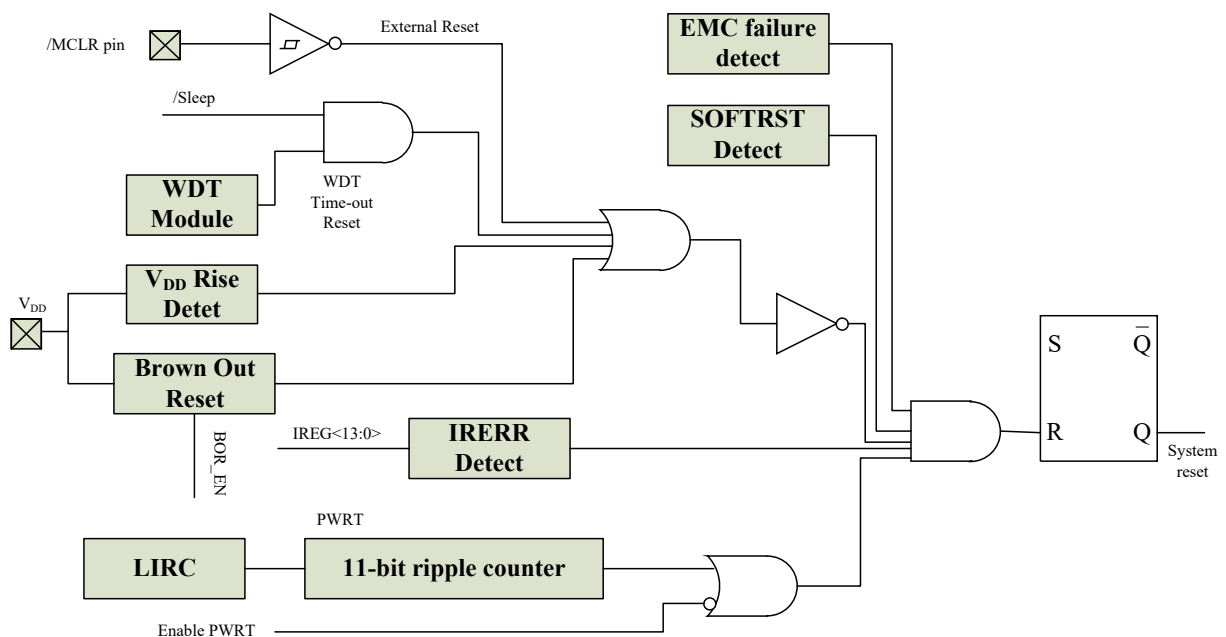 /MCLR pin
External Reset
EMC failure
detect
/Sleep
SOFTRST
Detect
WDT
Module
WDT
Time-out
Reset
VDD Rise
Detet
VDD
Brown Out
Reset
BOR_EN
IREG<13:0>
IRERR
Detect
S
Q̅
R
Q
System
reset
PWRT
LIRC
11-bit ripple counter
Enable PWRT